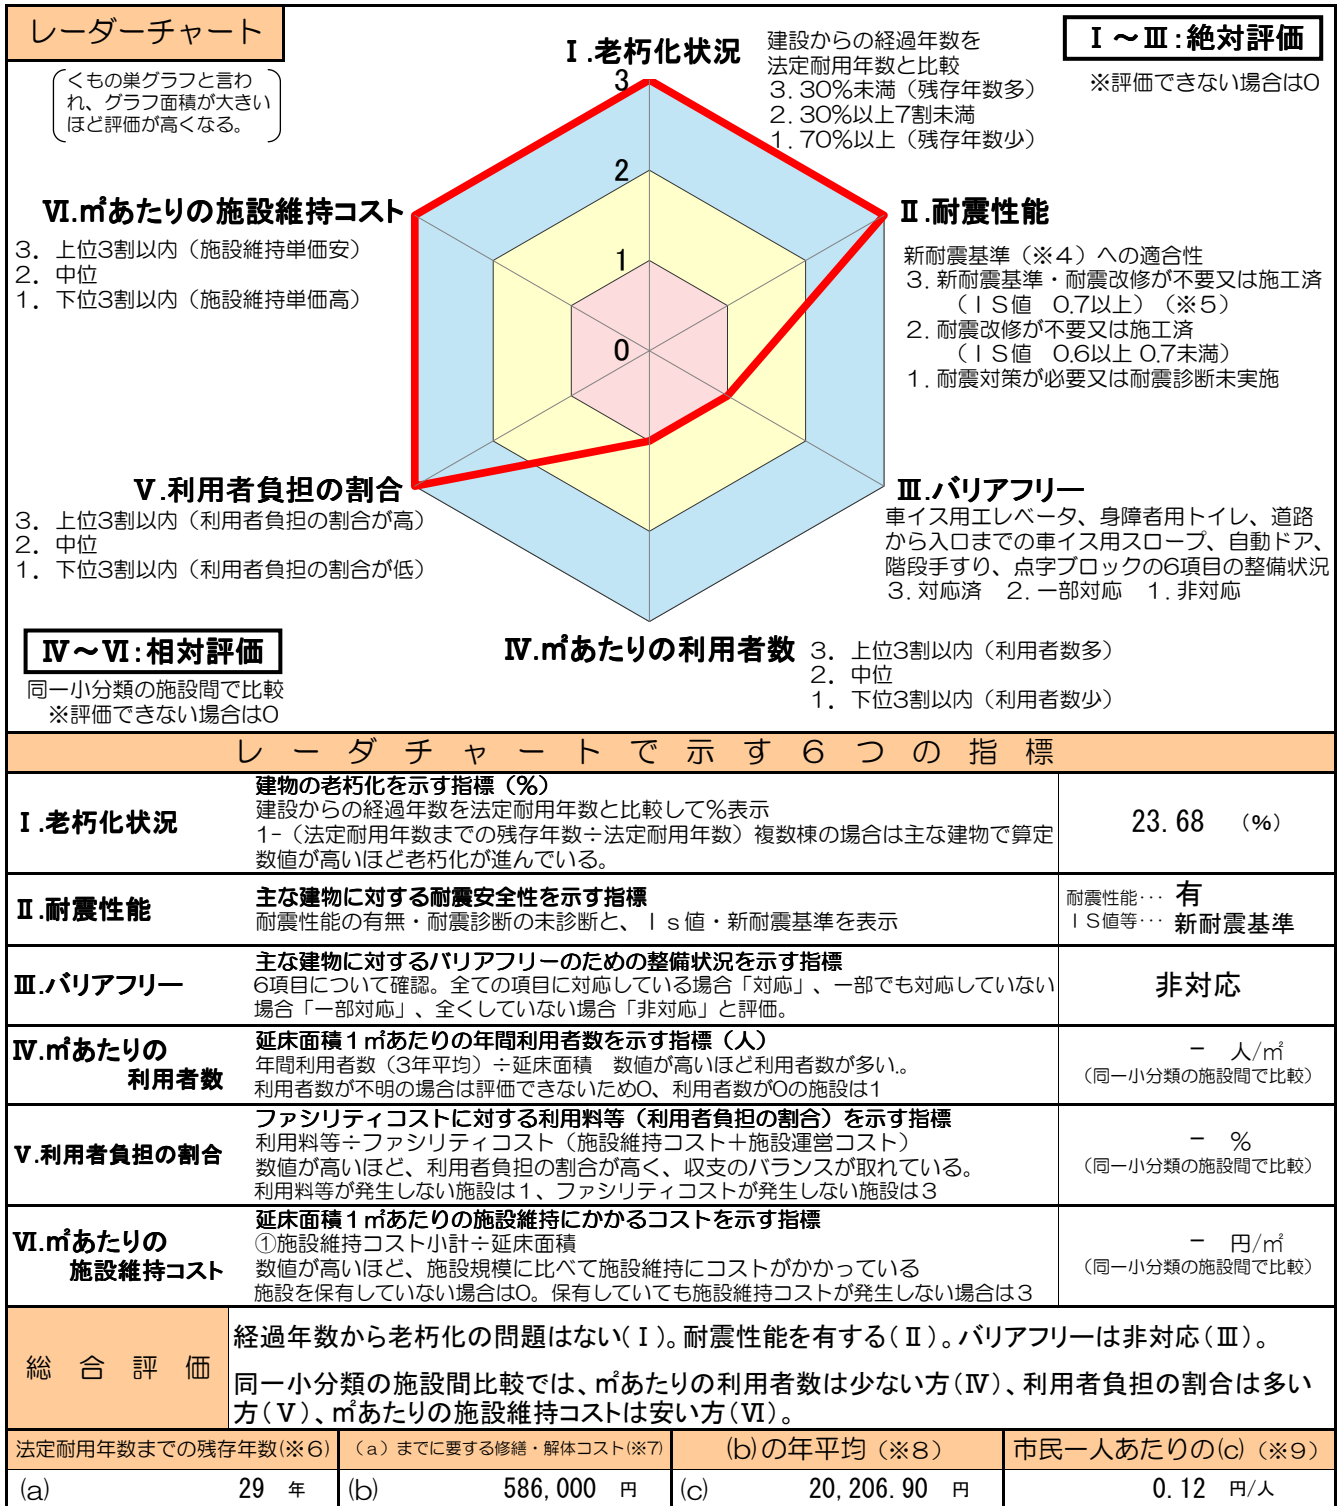 レーダーチャート
くもの巣グラフと言わ
れ、グラフ面積が大きい
ほど評価が高くなる。
Ⅰ.老朽化状況
建設からの経過年数を
法定耐用年数と比較
3. 30%未満（残存年数多）
2. 30%以上7割未満
1. 70%以上（残存年数少）
Ⅰ～Ⅲ:絶対評価
※評価できない場合は0
3
2
1
0
Ⅵ.㎡あたりの施設維持コスト
3. 上位3割以内（施設維持単価安）
2. 中位
1. 下位3割以内（施設維持単価高）
Ⅱ.耐震性能
新耐震基準（※4）への適合性
3. 新耐震基準・耐震改修が不要又は施工済
（ＩＳ値 0.7以上）（※5）
2. 耐震改修が不要又は施工済
（ＩＳ値 0.6以上 0.7未満）
1. 耐震対策が必要又は耐震診断未実施
Ⅴ.利用者負担の割合
3. 上位3割以内（利用者負担の割合が高）
2. 中位
1. 下位3割以内（利用者負担の割合が低）
Ⅲ.バリアフリー
車イス用エレベータ、身障者用トイレ、道路
から入口までの車イス用スロープ、自動ドア、
階段手すり、点字ブロックの6項目の整備状況
3. 対応済 2. 一部対応 1. 非対応
Ⅳ～Ⅵ:相対評価
同一小分類の施設間で比較
※評価できない場合は0
Ⅳ.㎡あたりの利用者数
3. 上位3割以内（利用者数多）
2. 中位
1. 下位3割以内（利用者数少）
レーダチャートで示す6つの指標
Ⅰ.老朽化状況
建物の老朽化を示す指標（%）
建設からの経過年数を法定耐用年数と比較して%表示
1-（法定耐用年数までの残存年数÷法定耐用年数）複数棟の場合は主な建物で算定
数値が高いほど老朽化が進んでいる。
23.68 （%）
Ⅱ.耐震性能
主な建物に対する耐震安全性を示す指標
耐震性能の有無・耐震診断の未診断と、Ｉｓ値・新耐震基準を表示
耐震性能… 有
ＩＳ値等… 新耐震基準
Ⅲ.バリアフリー
主な建物に対するバリアフリーのための整備状況を示す指標
6項目について確認。全ての項目に対応している場合「対応」、一部でも対応していない
場合「一部対応」、全くしていない場合「非対応」と評価。
非対応
Ⅳ.㎡あたりの
利用者数
延床面積１㎡あたりの年間利用者数を示す指標（人）
年間利用者数（3年平均）÷延床面積 数値が高いほど利用者数が多い。
利用者数が不明の場合は評価できないため0、利用者数が0の施設は1
－ 人/㎡
（同一小分類の施設間で比較）
Ⅴ.利用者負担の割合
ファシリティコストに対する利用料等（利用者負担の割合）を示す指標
利用料等÷ファシリティコスト（施設維持コスト＋施設運営コスト）
数値が高いほど、利用者負担の割合が高く、収支のバランスが取れている。
利用料等が発生しない施設は1、ファシリティコストが発生しない施設は3
－ %
（同一小分類の施設間で比較）
Ⅵ.㎡あたりの
施設維持コスト
延床面積１㎡あたりの施設維持にかかるコストを示す指標
①施設維持コスト小計÷延床面積
数値が高いほど、施設規模に比べて施設維持にコストがかかっている
施設を保有していない場合は0。保有していても施設維持コストが発生しない場合は3
－ 円/㎡
（同一小分類の施設間で比較）
総合評価
経過年数から老朽化の問題はない(Ⅰ)。耐震性能を有する(Ⅱ)。バリアフリーは非対応(Ⅲ)。
同一小分類の施設間比較では、㎡あたりの利用者数は少ない方(Ⅳ)、利用者負担の割合は多い
方(Ⅴ)、㎡あたりの施設維持コストは安い方(Ⅵ)。
法定耐用年数までの残存年数(※6)
（a）までに要する修繕・解体コスト(※7)
(b)の年平均（※8）
市民一人あたりの(c)（※9）
(a) 29 年
(b) 586,000 円
(c) 20,206.90 円
0.12 円/人